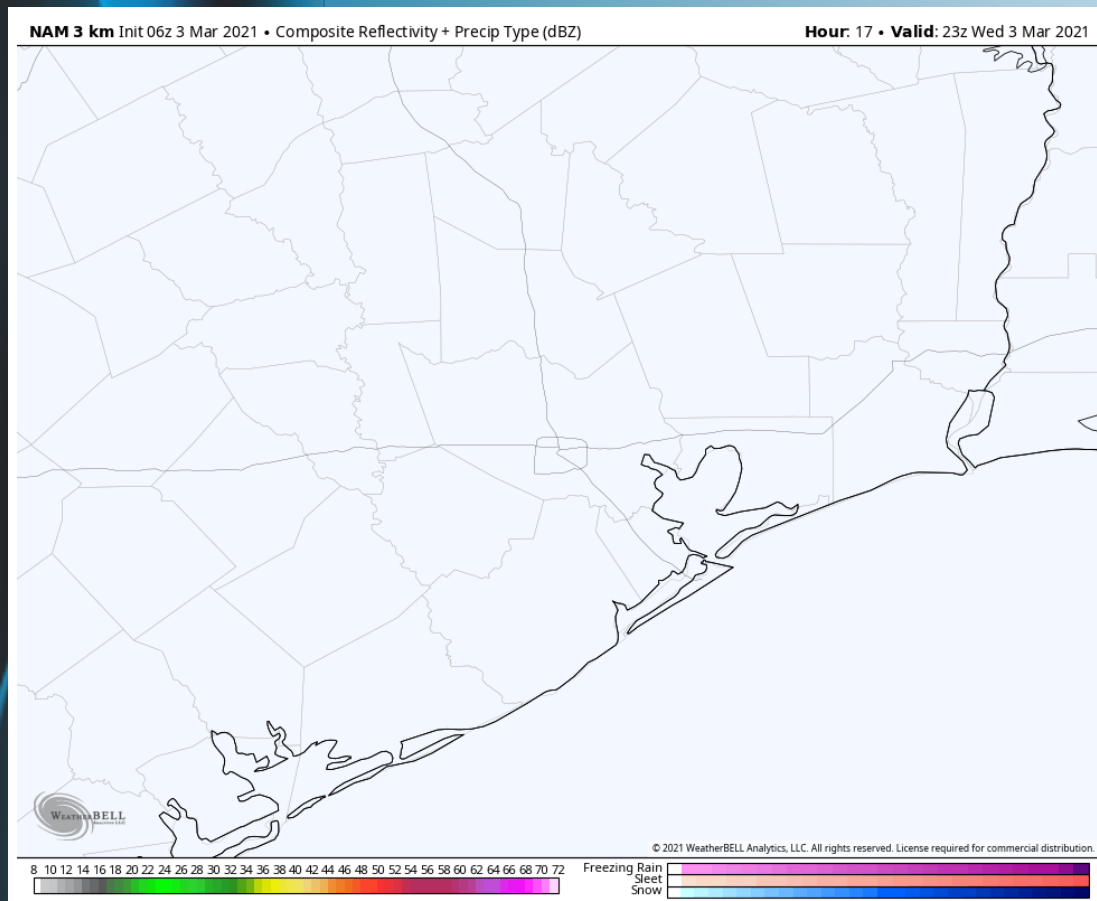 NAM 3 km Init 06z 3 Mar 2021 • Composite Reflectivity + Precip Type (dBZ)
Hour: 17 • Valid: 23z Wed 3 Mar 2021
WEATHERBELL
© 2021 WeatherBELL Analytics, LLC. All rights reserved. License required for commercial distribution.
8 10 12 14 16 18 20 22 24 26 28 30 32 34 36 38 40 42 44 46 48 50 52 54 56 58 60 62 64 66 68 70 72
Freezing Rain
Sleet
Snow